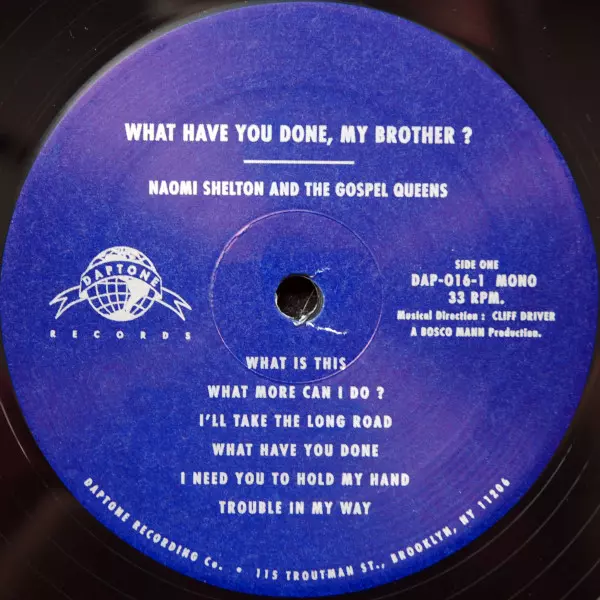 WHAT HAVE YOU DONE, MY BROTHER ?
NAOMI SHELTON AND THE GOSPEL QUEENS
DAPTONE
RECORDS
SIDE ONE
DAP-016-1 MONO
33 RPM.
Musical Direction : CLIFF DRIVER
A BOSCO MANN Production.
WHAT IS THIS
WHAT MORE CAN I DO ?
I'LL TAKE THE LONG ROAD
WHAT HAVE YOU DONE
I NEED YOU TO HOLD MY HAND
TROUBLE IN MY WAY
DAPTONE RECORDING Co. • 115 TROUTMAN ST., BROOKLYN, NY 11206